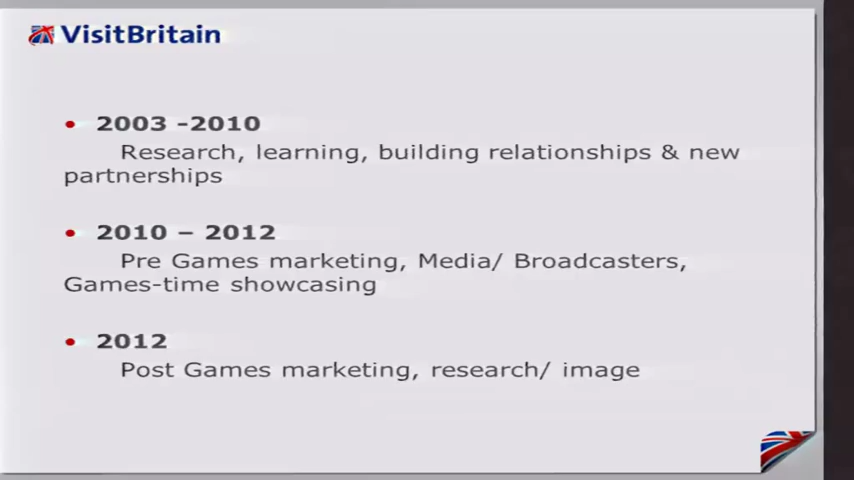 VisitBritain
• 2003 -2010
Research, learning, building relationships & new
partnerships
• 2010 – 2012
Pre Games marketing, Media/ Broadcasters,
Games-time showcasing
• 2012
Post Games marketing, research/ image